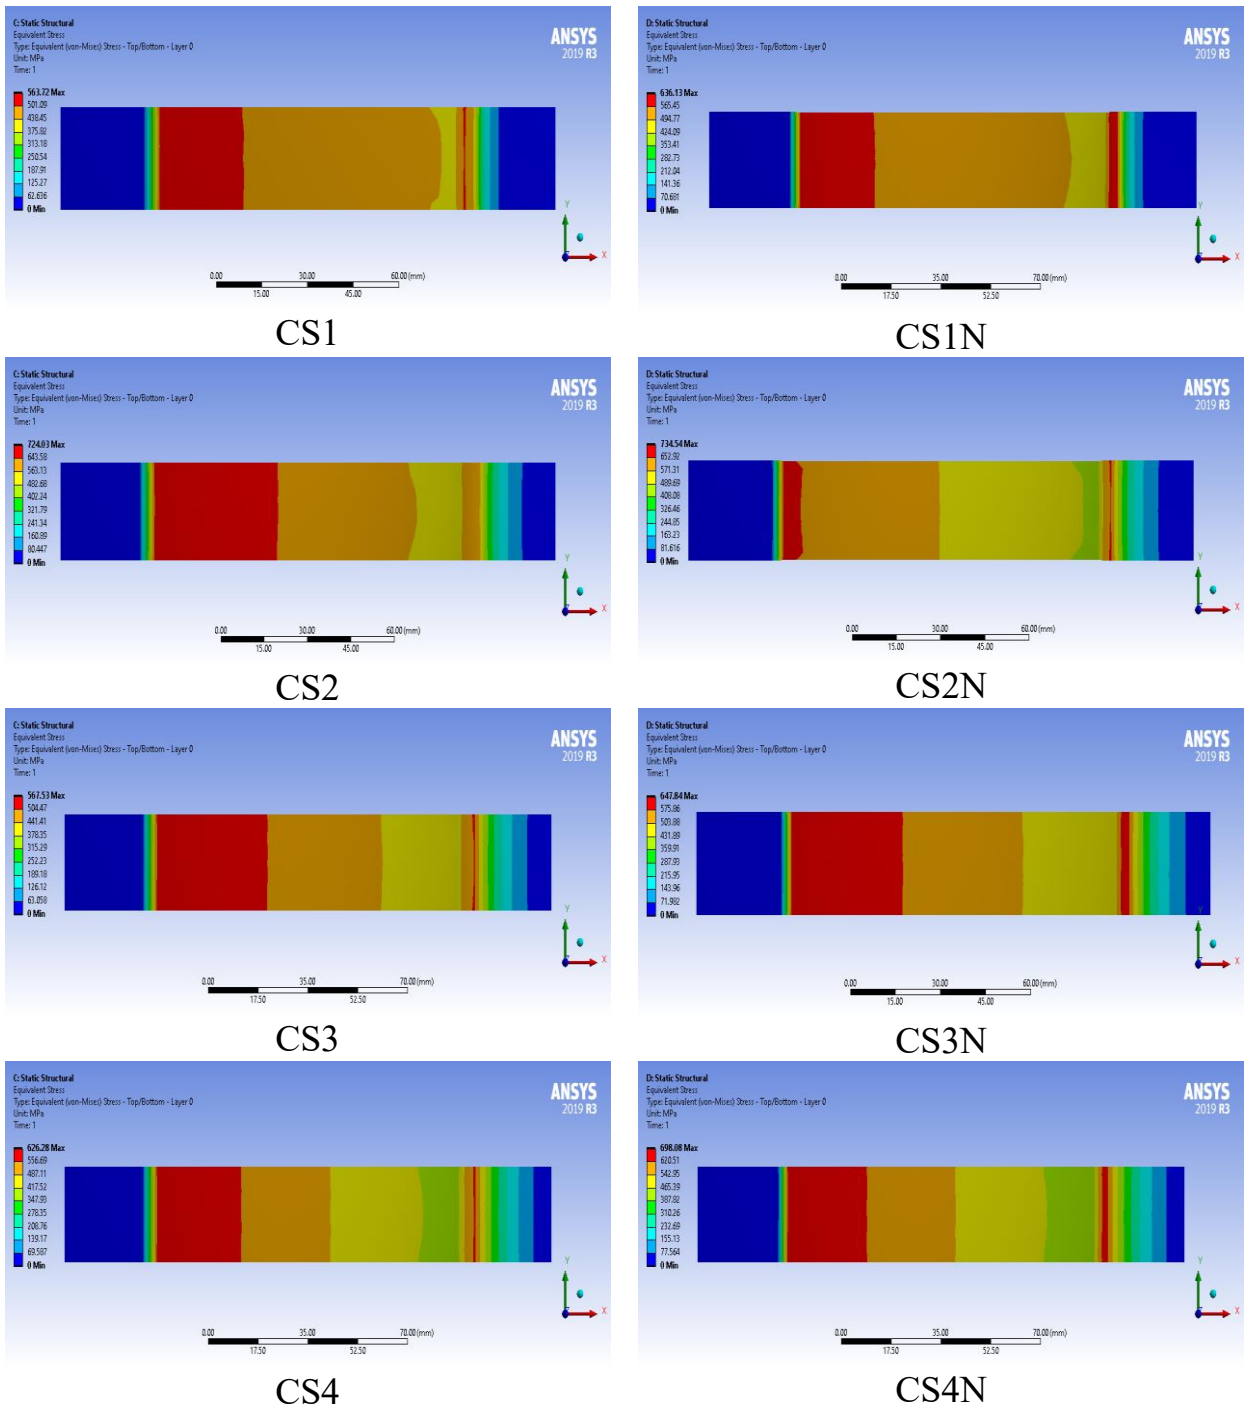 C: Static Structural
Equivalent Stress
Type: Equivalent (von-Mises) Stress - Top/Bottom - Layer 0
Unit: MPa
Time: 1
ANSYS
2019 R3
563.72 Max
501.09
438.45
375.82
313.18
250.54
187.91
125.27
62.636
0 Min
Y
X
0.00 30.00 60.00 (mm)
15.00 45.00
CS1
D: Static Structural
Equivalent Stress
Type: Equivalent (von-Mises) Stress - Top/Bottom - Layer 0
Unit: MPa
Time: 1
ANSYS
2019 R3
636.13 Max
565.45
494.77
424.09
353.41
282.73
212.04
141.36
70.681
0 Min
Y
X
0.00 35.00 70.00 (mm)
17.50 52.50
CS1N
C: Static Structural
Equivalent Stress
Type: Equivalent (von-Mises) Stress - Top/Bottom - Layer 0
Unit: MPa
Time: 1
ANSYS
2019 R3
724.03 Max
643.58
563.13
482.68
402.24
321.79
241.34
160.89
80.447
0 Min
Y
X
0.00 30.00 60.00 (mm)
15.00 45.00
CS2
D: Static Structural
Equivalent Stress
Type: Equivalent (von-Mises) Stress - Top/Bottom - Layer 0
Unit: MPa
Time: 1
ANSYS
2019 R3
734.54 Max
652.92
571.31
489.69
408.08
326.46
244.85
163.23
81.616
0 Min
Y
X
0.00 30.00 60.00 (mm)
15.00 45.00
CS2N
C: Static Structural
Equivalent Stress
Type: Equivalent (von-Mises) Stress - Top/Bottom - Layer 0
Unit: MPa
Time: 1
ANSYS
2019 R3
567.53 Max
504.47
441.41
378.35
315.29
252.23
189.18
126.12
63.058
0 Min
Y
X
0.00 35.00 70.00 (mm)
17.50 52.50
CS3
D: Static Structural
Equivalent Stress
Type: Equivalent (von-Mises) Stress - Top/Bottom - Layer 0
Unit: MPa
Time: 1
ANSYS
2019 R3
647.84 Max
575.86
503.88
431.89
359.91
287.93
215.95
143.96
71.982
0 Min
Y
X
0.00 30.00 60.00 (mm)
15.00 45.00
CS3N
C: Static Structural
Equivalent Stress
Type: Equivalent (von-Mises) Stress - Top/Bottom - Layer 0
Unit: MPa
Time: 1
ANSYS
2019 R3
626.28 Max
556.69
487.11
417.52
347.93
278.35
208.76
139.17
69.587
0 Min
Y
X
0.00 35.00 70.00 (mm)
17.50 52.50
CS4
D: Static Structural
Equivalent Stress
Type: Equivalent (von-Mises) Stress - Top/Bottom - Layer 0
Unit: MPa
Time: 1
ANSYS
2019 R3
698.08 Max
620.51
542.95
465.39
387.82
310.26
232.69
155.13
77.564
0 Min
Y
X
0.00 35.00 70.00 (mm)
17.50 52.50
CS4N